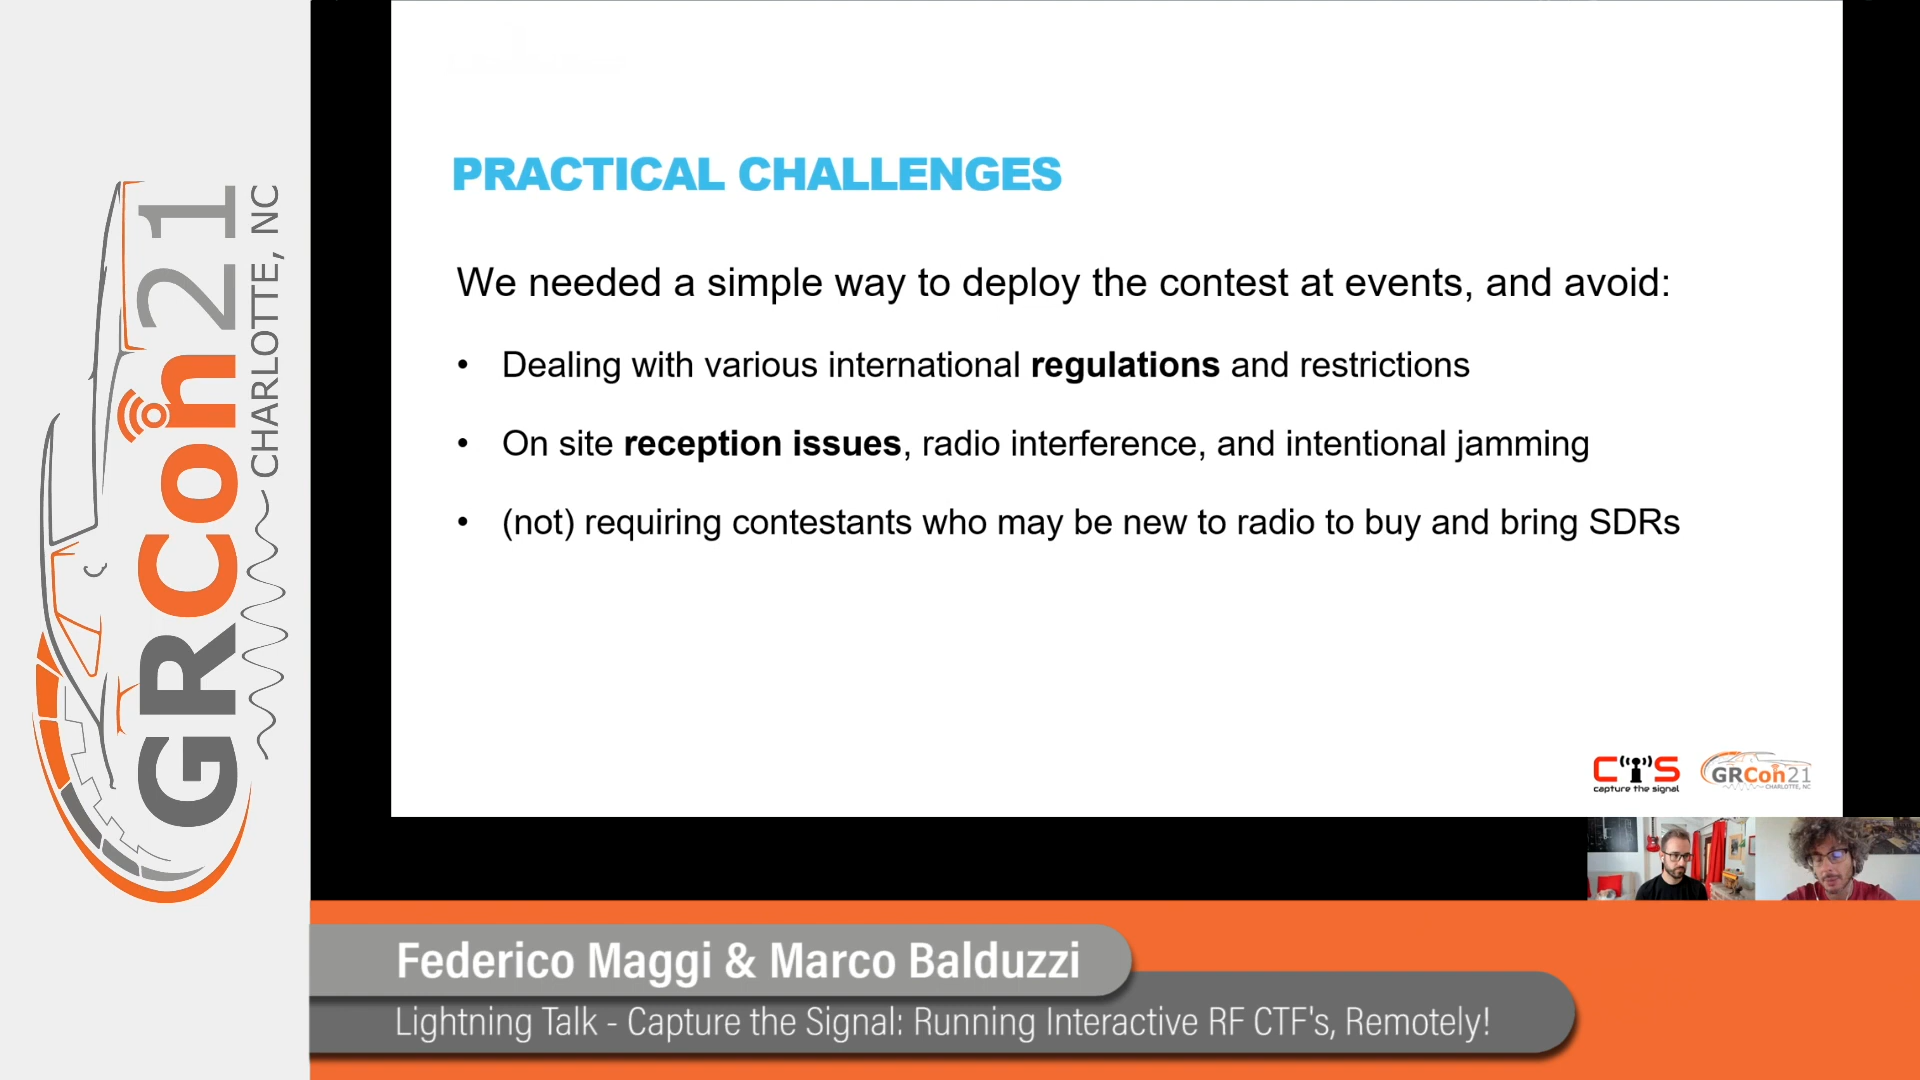 GRCon21
CHARLOTTE, NC
PRACTICAL CHALLENGES
We needed a simple way to deploy the contest at events, and avoid:
• Dealing with various international regulations and restrictions
• On site reception issues, radio interference, and intentional jamming
• (not) requiring contestants who may be new to radio to buy and bring SDRs
CTS
capture the signal
GRCon21
CHARLOTTE, NC
Federico Maggi & Marco Balduzzi
Lightning Talk - Capture the Signal: Running Interactive RF CTF's, Remotely!